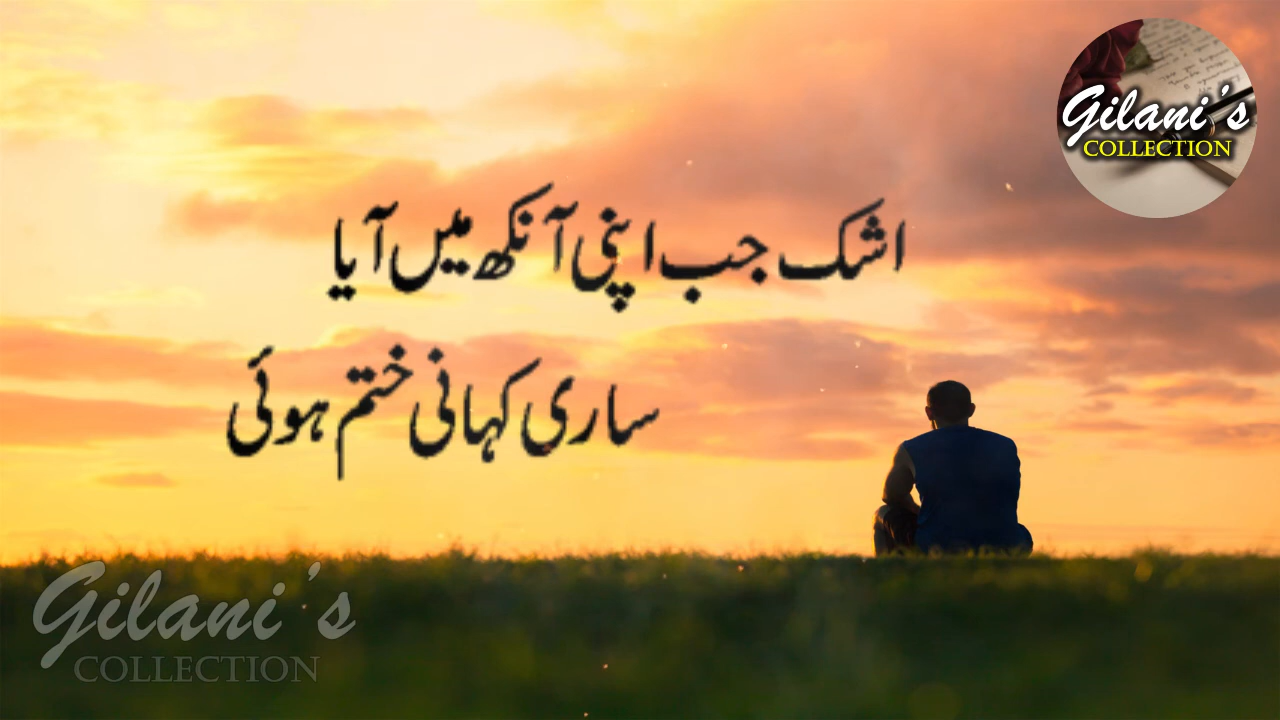 Gilani's
COLLECTION
اشک جب اپنی آنکھ میں آیا
ساری کہانی ختم ہوئی
Gilani's
COLLECTION